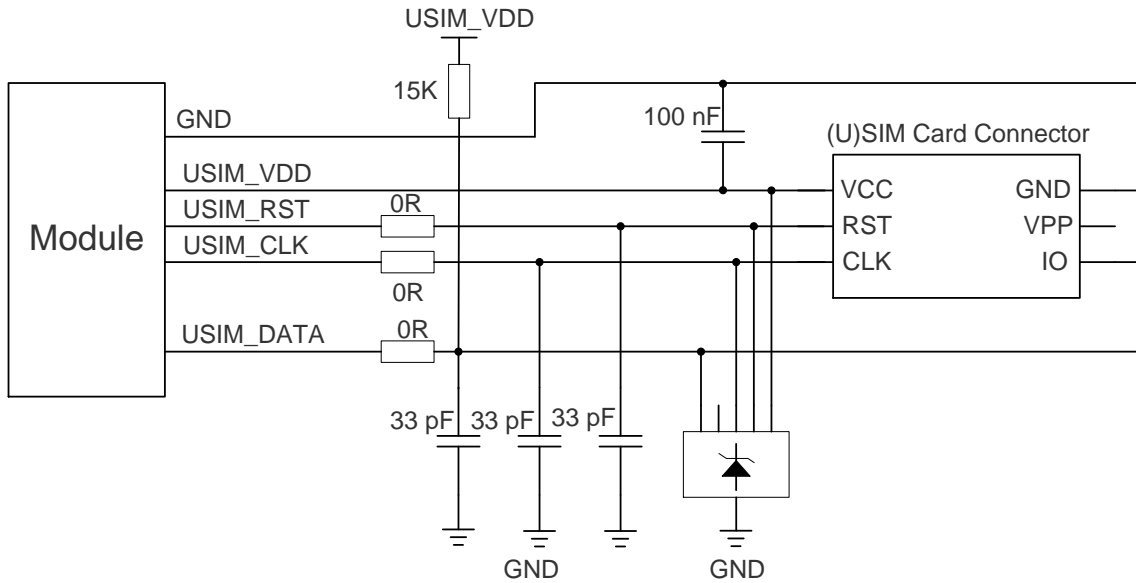 USIM_VDD
15K
GND
100 nF
(U)SIM Card Connector
USIM_VDD
VCC
GND
USIM_RST
0R
RST
VPP
Module
USIM_CLK
CLK
IO
0R
USIM_DATA
0R
33 pF
33 pF
33 pF
GND
GND